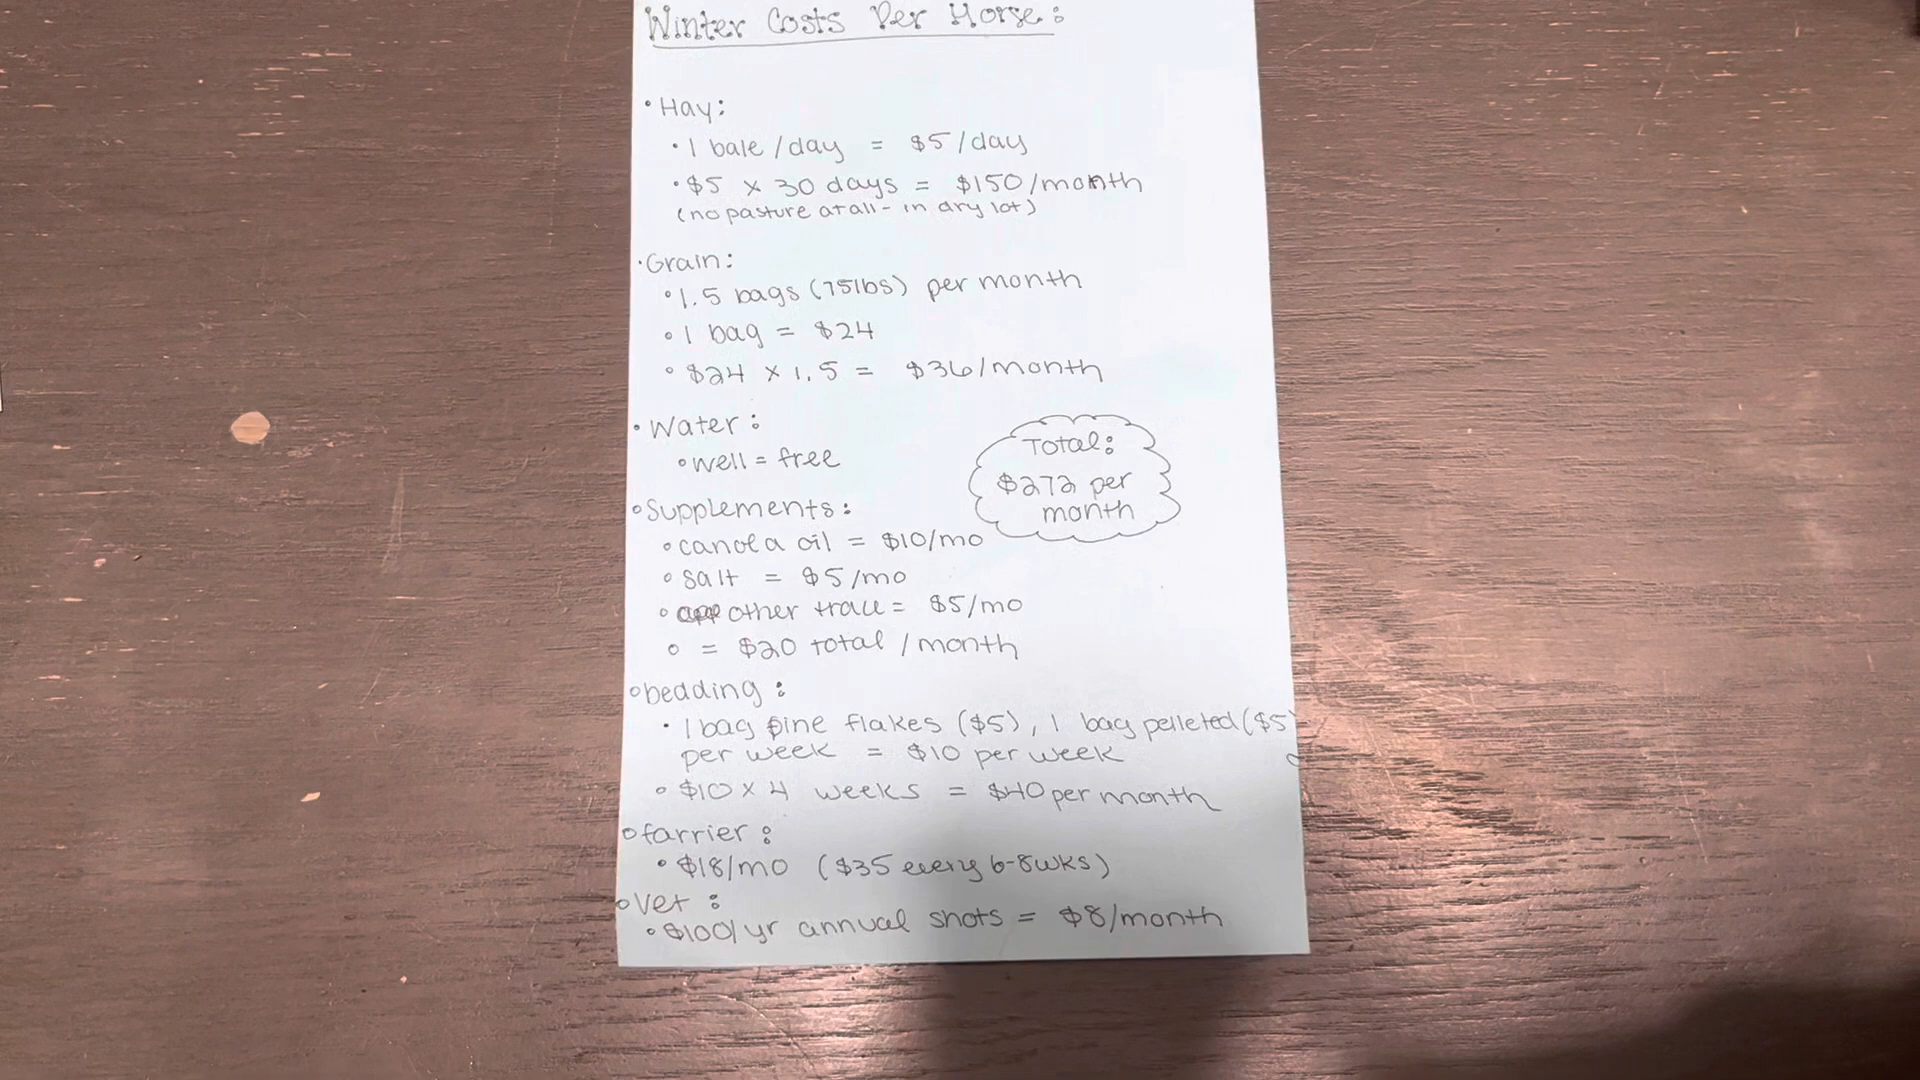 Winter Costs Per Horse:
• Hay:
• 1 bale/day = $5/day
• $5 x 30 days = $150/month
(no pasture at all - in dry lot)
• Grain:
• 1.5 bags (75lbs) per month
• 1 bag = $24
• $24 x 1.5 = $36/month
• Water:
• well = free
Total:
$272 per
month
• Supplements:
• canola oil = $10/mo
• salt = $5/mo
• other trace = $5/mo
• = $20 total/month
• bedding:
• 1 bag pine flakes ($5), 1 bag pelleted ($5)
per week = $10 per week
• $10 x 4 weeks = $40 per month
• farrier:
• $18/mo ($35 every 6-8wks)
• Vet:
• $100/yr annual shots = $8/month